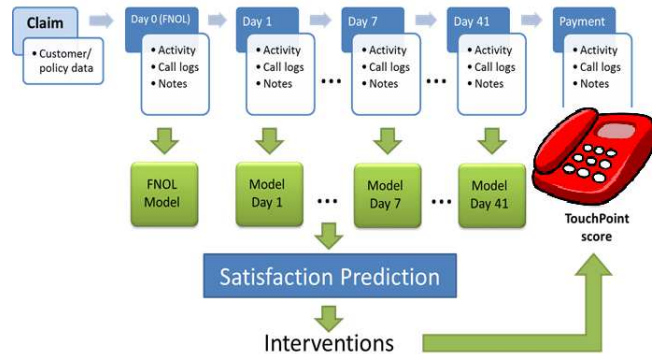 Claim
• Customer/
policy data
Day 0 (FNOL)
• Activity
• Call logs
• Notes
Day 1
• Activity
• Call logs
• Notes
...
Day 7
• Activity
• Call logs
• Notes
...
Day 41
• Activity
• Call logs
• Notes
Payment
• Activity
• Call logs
• Notes
FNOL
Model
Model
Day 1
...
Model
Day 7
...
Model
Day 41
TouchPoint
score
Satisfaction Prediction
Interventions